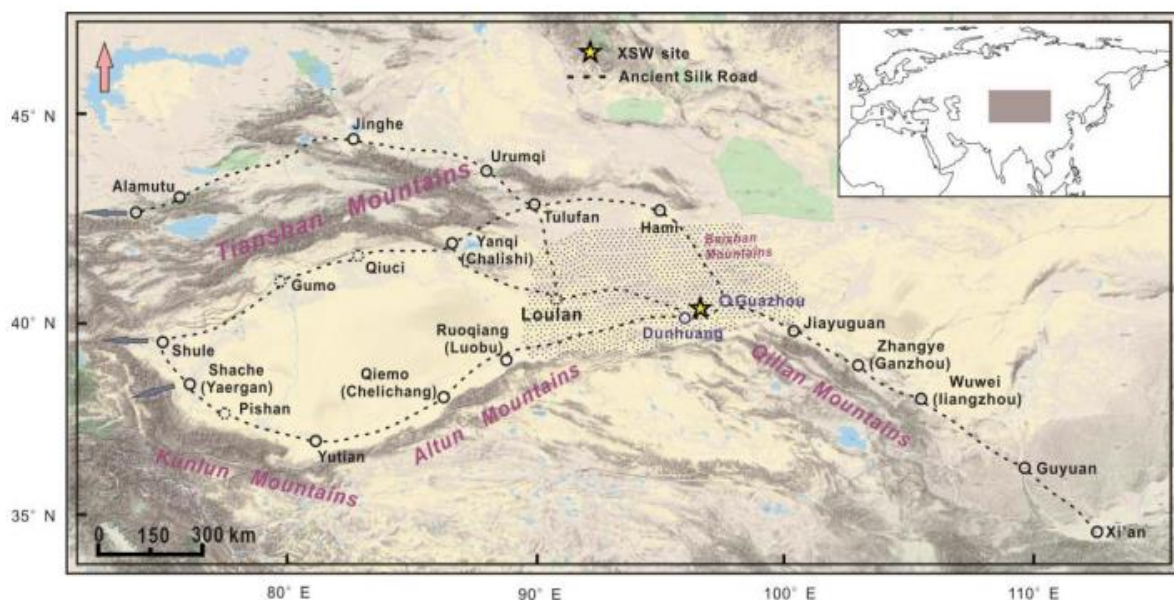 XSW site
Ancient Silk Road
45° N
40° N
35° N
Jinghe
Urumqi
Alamutu
Tianshan Mountains
Tulufan
Hami
Beishan
Mountains
Yanqi
(Chalishi)
Qiuci
Gumo
Loulan
Guazhou
Dunhuang
Ruoqiang
(Luobu)
Jiayuguan
Shule
Zhangye
(Ganzhou)
Shache
(Yaergan)
Qiemo
(Chelichang)
Wuwei
(liangzhou)
Pishan
Qilian Mountains
Altun Mountains
Yutian
Kunlun Mountains
Guyuan
Xi'an
0 150 300 km
80° E
90° E
100° E
110° E